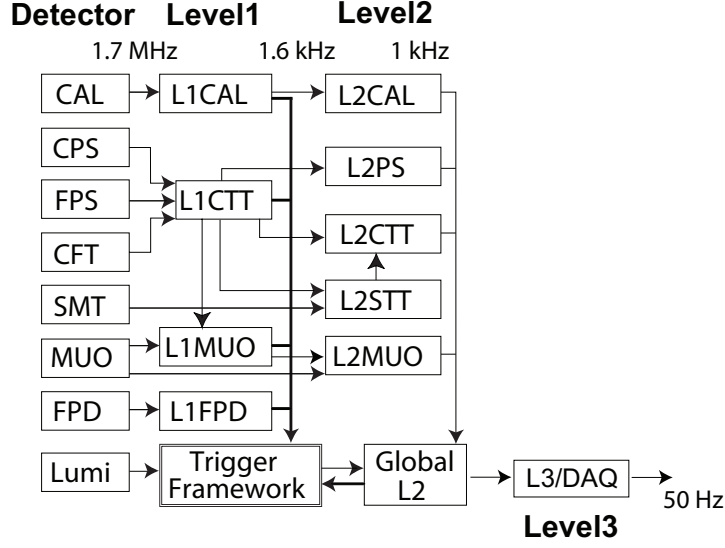 Detector Level1 Level2
1.7 MHz 1.6 kHz 1 kHz
CAL L1CAL L2CAL
CPS
L2PS
FPS L1CTT
L2CTT
CFT
SMT L2STT
MUO L1MUO L2MUO
FPD L1FPD
Lumi
Trigger
Framework
Global
L2
L3/DAQ
50 Hz
Level3